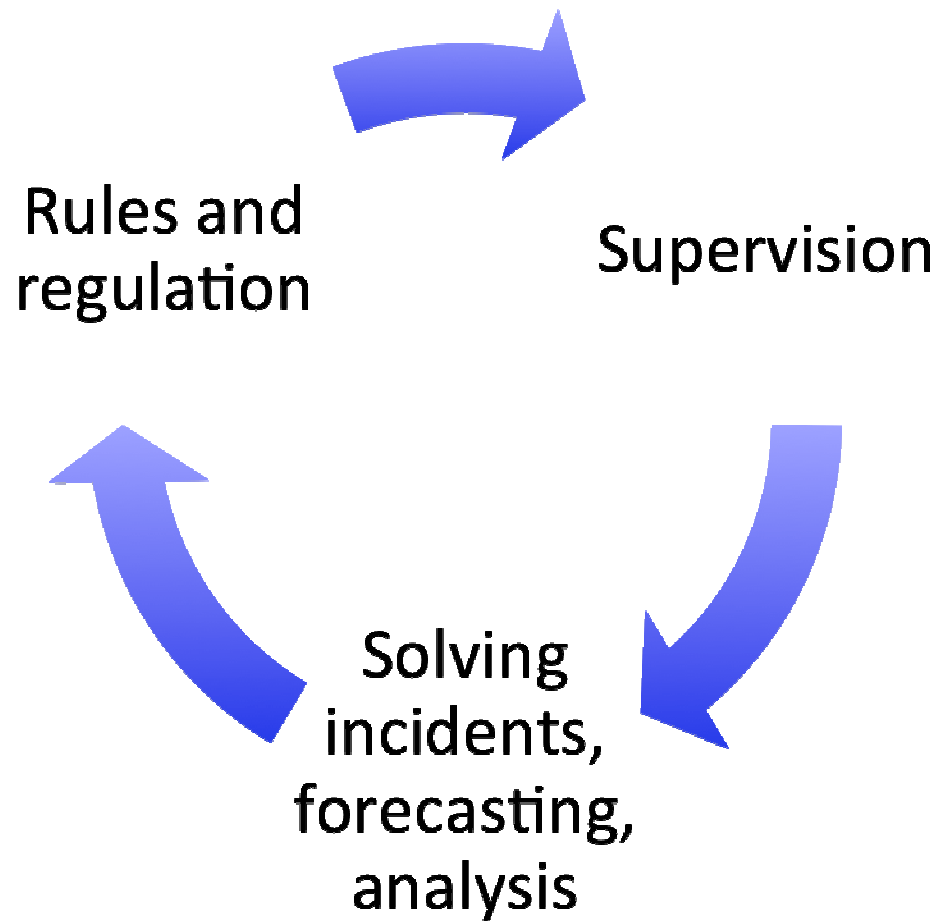 Rules and
regulation
Supervision
Solving
incidents,
forecasting,
analysis